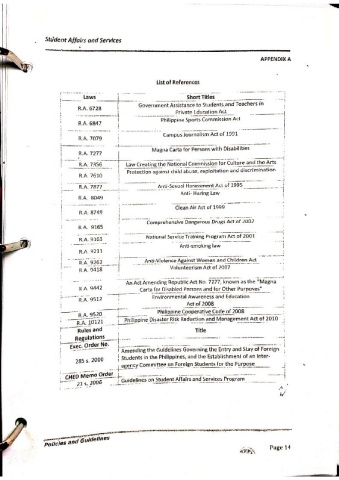 Student Affairs and Services
APPENDIX A
List of References
Laws Short Titles
R.A. 6728 Government Assistance to Students and Teachers in
Private Education Act
R.A. 6847 Philippine Sports Commission Act
R.A. 7079 Campus Journalism Act of 1991
R.A. 7277 Magna Carta for Persons with Disabilities
R.A. 7356 Law Creating the National Commission for Culture and the Arts
R.A. 7610 Protection against child abuse, exploitation and discrimination
R.A. 7877 Anti-Sexual Harassment Act of 1995
R.A. 8049 Anti-Hazing Law
R.A. 8749 Clean Air Act of 1999
R.A. 9165 Comprehensive Dangerous Drugs Act of 2002
R.A. 9163 National Service Training Program Act of 2001
R.A. 9211 Anti-smoking law
R.A. 9262 Anti-Violence Against Women and Children Act
R.A. 9418 Volunteerism Act of 2007
R.A. 9442 An Act Amending Republic Act No. 7277, known as the "Magna
Carta for Disabled Persons and for Other Purposes"
R.A. 9512 Environmental Awareness and Education
Act of 2008
R.A. 9520 Philippine Cooperative Code of 2008
R.A. 10121 Philippine Disaster Risk Reduction and Management Act of 2010
Rules and
Regulations Title
Exec. Order No.
285 s. 2000 Amending the Guidelines Governing the Entry and Stay of Foreign
Students in the Philippines, and the Establishment of an Inter-
agency Committee on Foreign Students for the Purpose
CHED Memo Order
21 s. 2006 Guidelines on Student Affairs and Services Program
Policies and Guidelines
Page 14